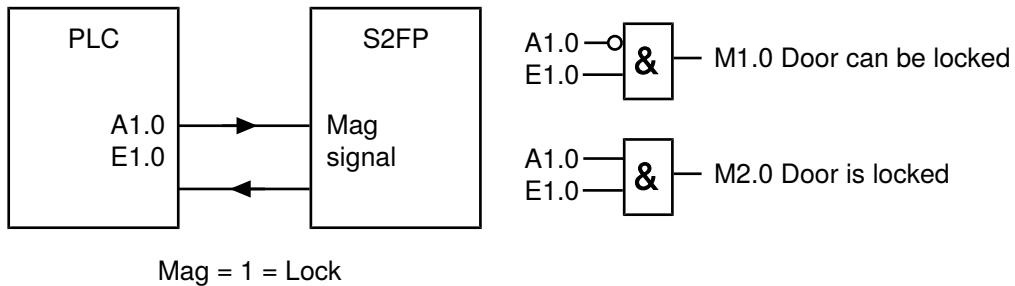 PLC
A1.0
E1.0
S2FP
Mag
signal
Mag = 1 = Lock
A1.0
E1.0
&
M1.0 Door can be locked
A1.0
E1.0
&
M2.0 Door is locked